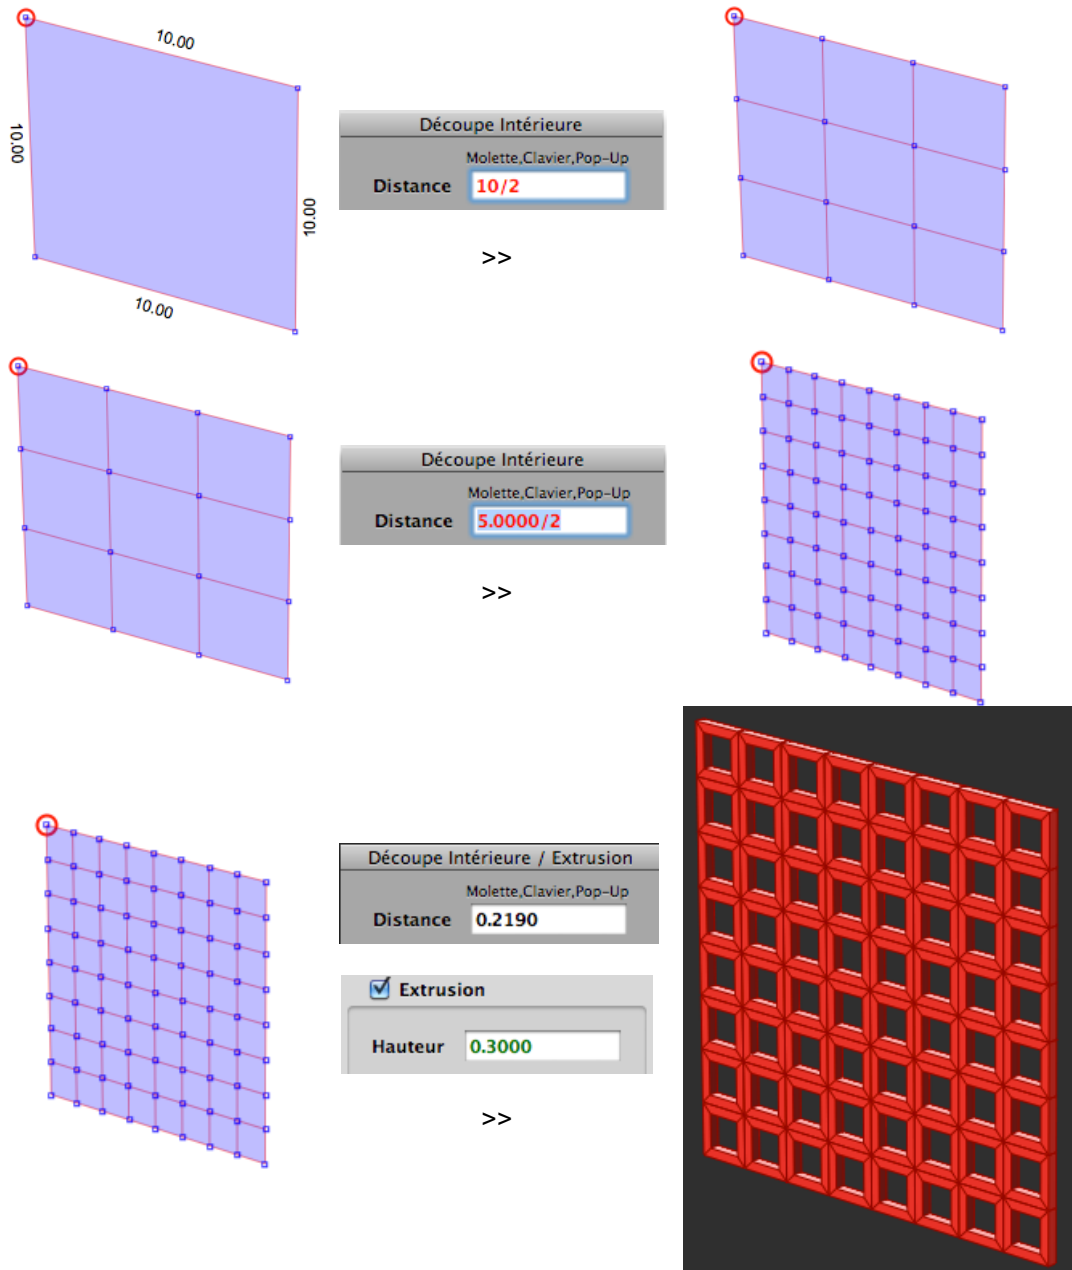 10.00
10.00
10.00
10.00
Découpe Intérieure
Molette,Clavier,Pop-Up
Distance 10/2
>>
Découpe Intérieure
Molette,Clavier,Pop-Up
Distance 5.0000/2
>>
Découpe Intérieure / Extrusion
Molette,Clavier,Pop-Up
Distance 0.2190
Extrusion
Hauteur 0.3000
>>